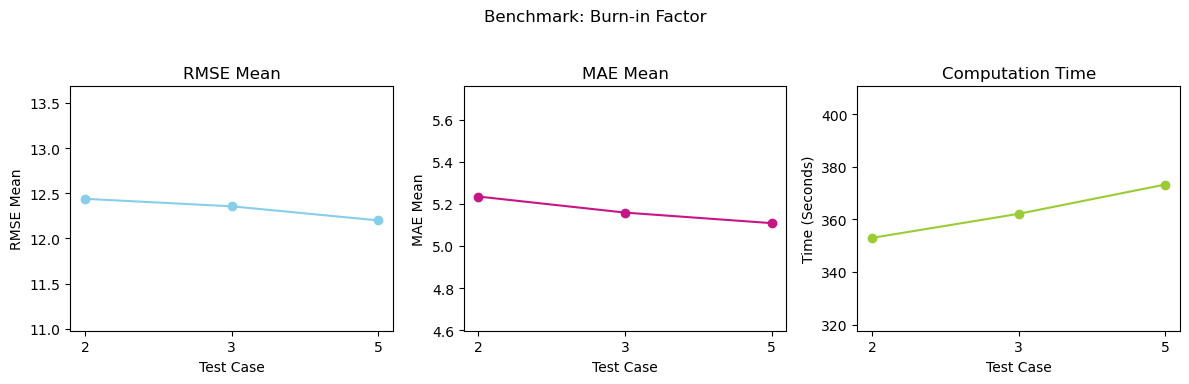 Benchmark: Burn-in Factor
RMSE Mean
13.5
13.0
12.5
12.0
11.5
11.0
RMSE Mean
2
3
5
Test Case
MAE Mean
5.6
5.4
5.2
5.0
4.8
4.6
MAE Mean
2
3
5
Test Case
Computation Time
400
380
360
340
320
Time (Seconds)
2
3
5
Test Case